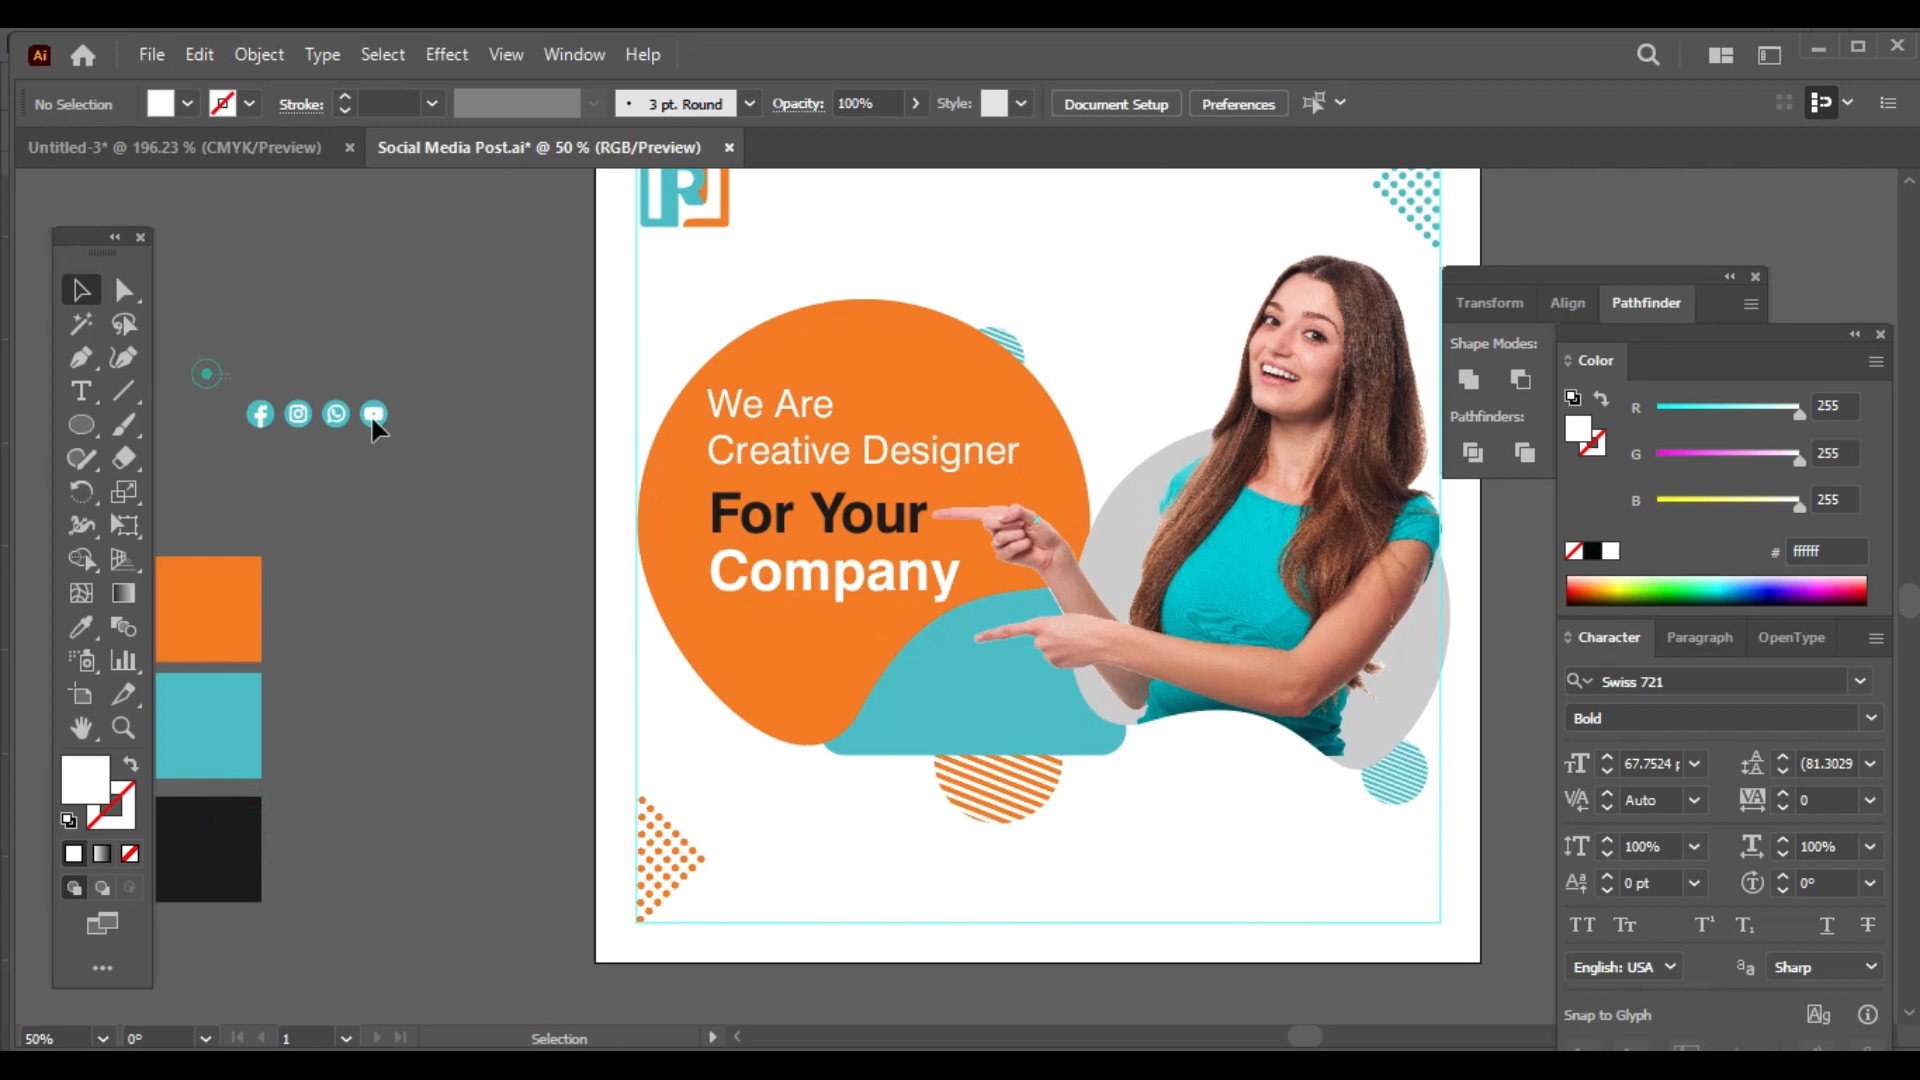 Ai File Edit Object Type Select Effect View Window Help
No Selection Stroke: 3 pt. Round Opacity: 100% Style: Document Setup Preferences
Untitled-3* @ 196.23 % (CMYK/Preview) Social Media Post.ai* @ 50 % (RGB/Preview)
We Are
Creative Designer
For Your
Company
Transform Align Pathfinder
Shape Modes:
Pathfinders:
Color
R 255
G 255
B 255
# ffffff
Character Paragraph OpenType
Swiss 721
Bold
67.7524 (81.3029
Auto 0
100% 100%
0 pt 0°
English: USA Sharp
Snap to Glyph
50% 0° 1 Selection